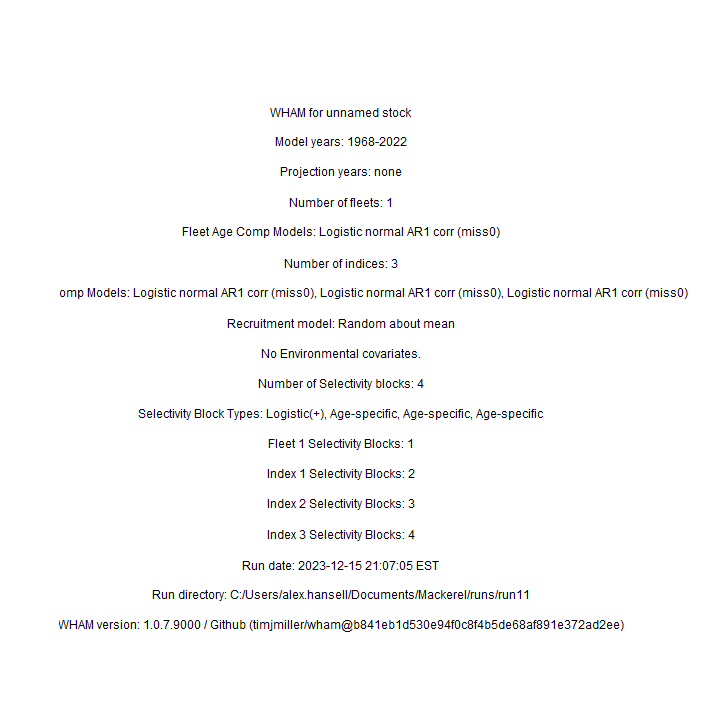 WHAM for unnamed stock
Model years: 1968-2022
Projection years: none
Number of fleets: 1
Fleet Age Comp Models: Logistic normal AR1 corr (miss0)
Number of indices: 3
omp Models: Logistic normal AR1 corr (miss0), Logistic normal AR1 corr (miss0), Logistic normal AR1 corr (miss0)
Recruitment model: Random about mean
No Environmental covariates.
Number of Selectivity blocks: 4
Selectivity Block Types: Logistic(+), Age-specific, Age-specific, Age-specific
Fleet 1 Selectivity Blocks: 1
Index 1 Selectivity Blocks: 2
Index 2 Selectivity Blocks: 3
Index 3 Selectivity Blocks: 4
Run date: 2023-12-15 21:07:05 EST
Run directory: C:/Users/alex.hansell/Documents/Mackerel/runs/run11
WHAM version: 1.0.7.9000 / Github (timjmiller/wham@b841eb1d530e94f0c8f4b5de68af891e372ad2ee)